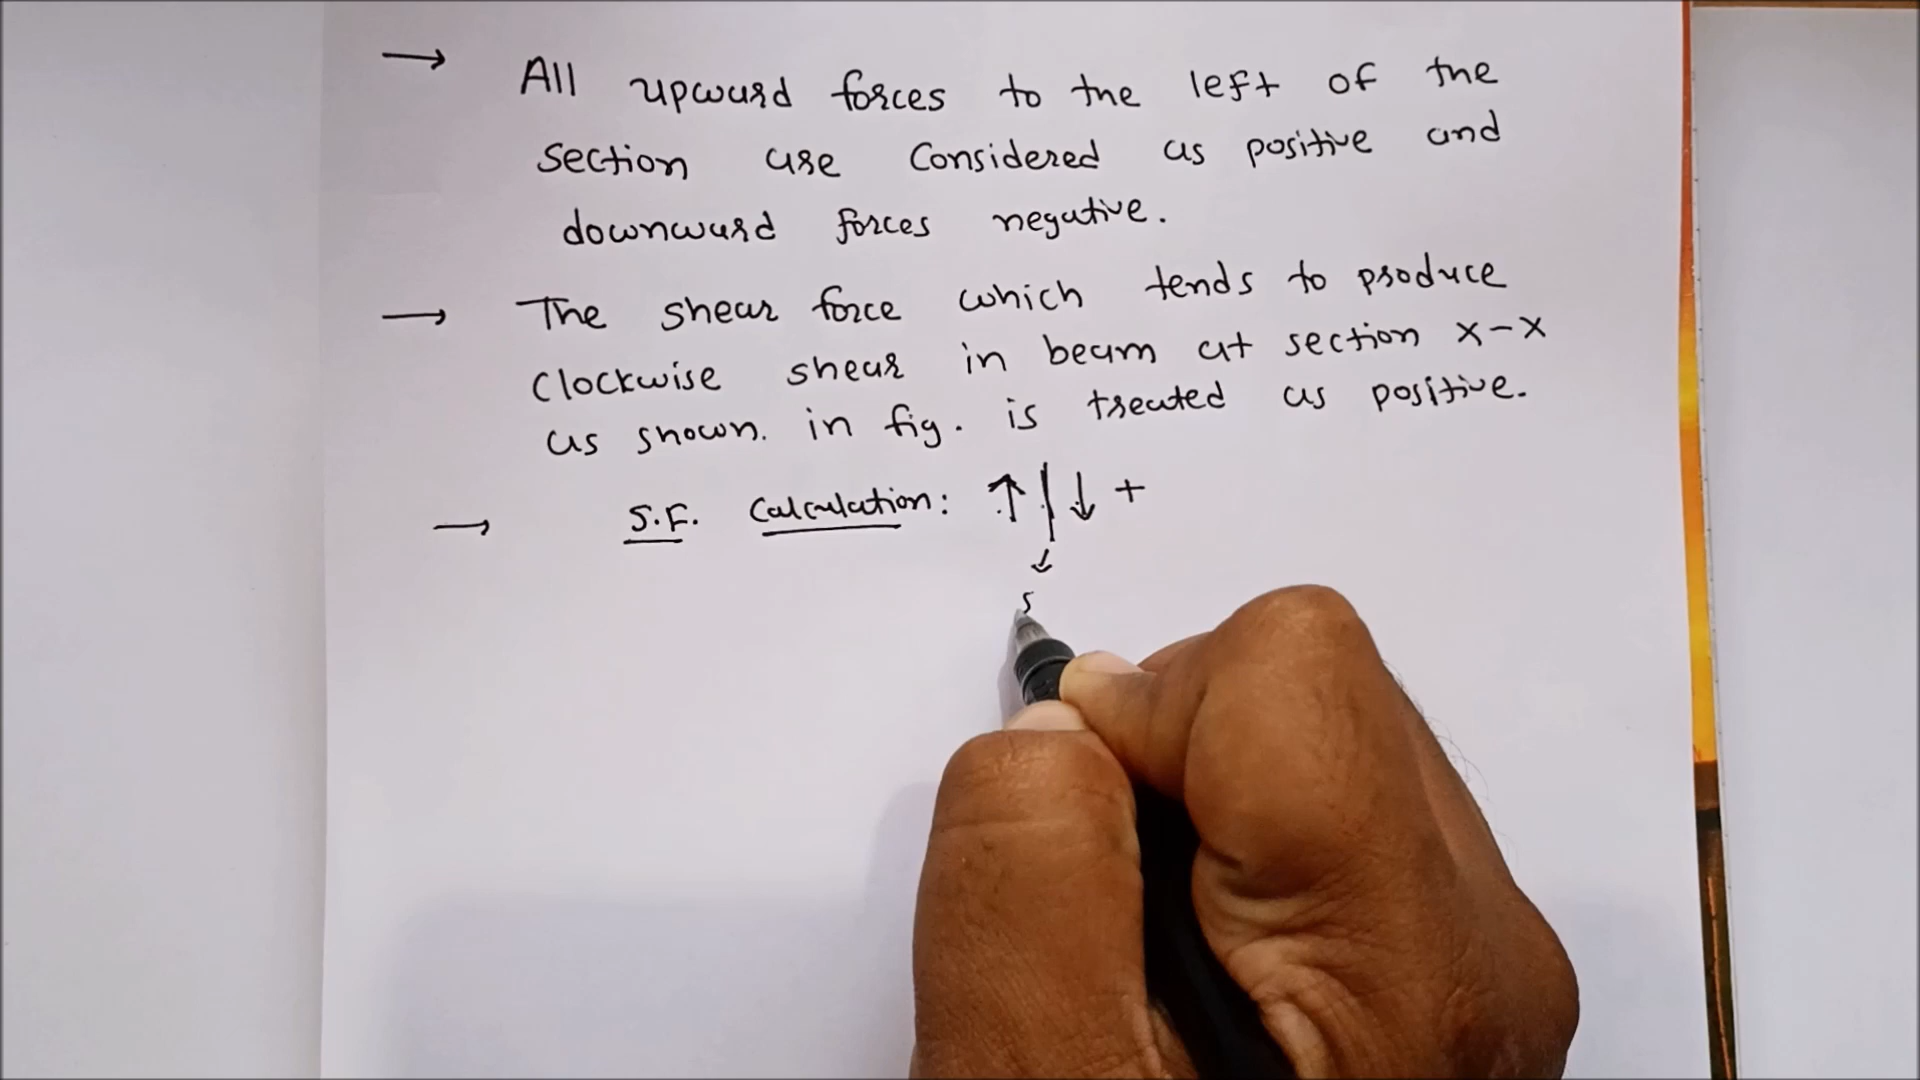 → All upward forces to the left of the
section are Considered as positive and
downward forces negative.
→ The shear force which tends to produce
Clockwise shear in beam at section x-x
as shown. in fig. is treated as positive.
→ S.F. Calculation: ↑|↓ +
↓
S